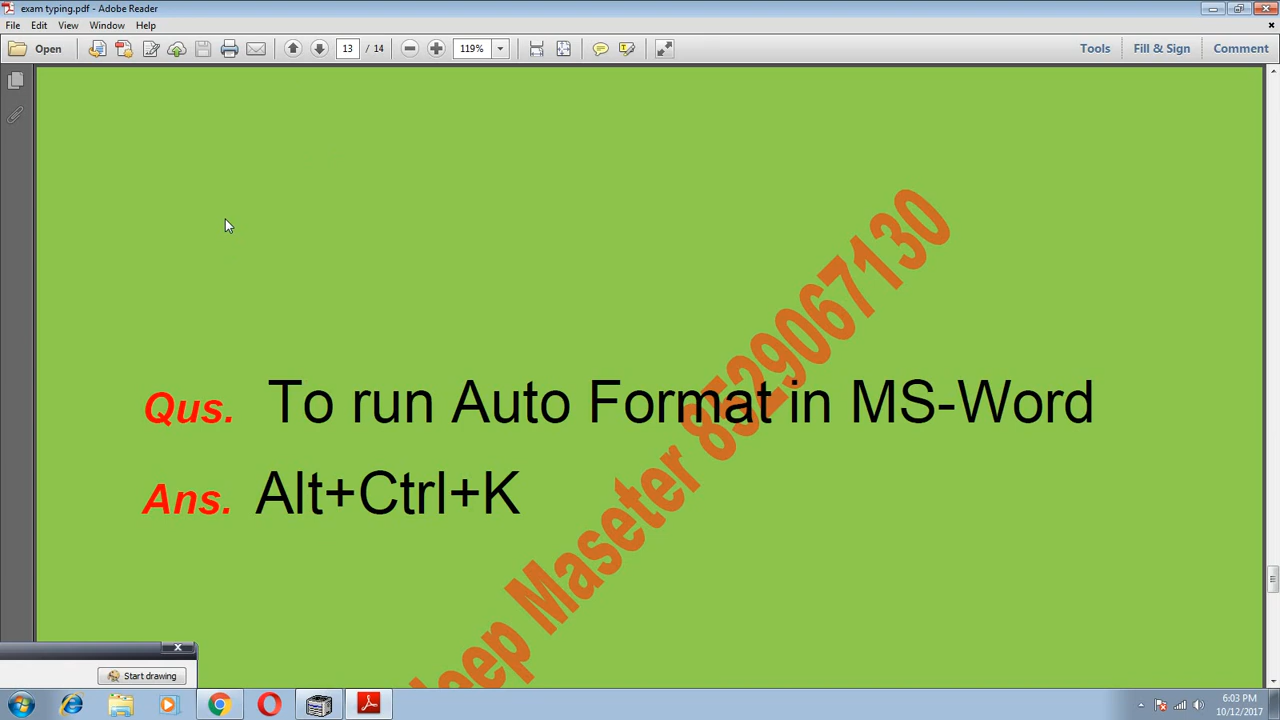 exam typing.pdf - Adobe Reader
File Edit View Window Help
Open 13 / 14 119% Tools Fill & Sign Comment
Qus. To run Auto Format in MS-Word
Ans. Alt+Ctrl+K
deep Maseter 8529067130
Start drawing
6:03 PM
10/12/2017